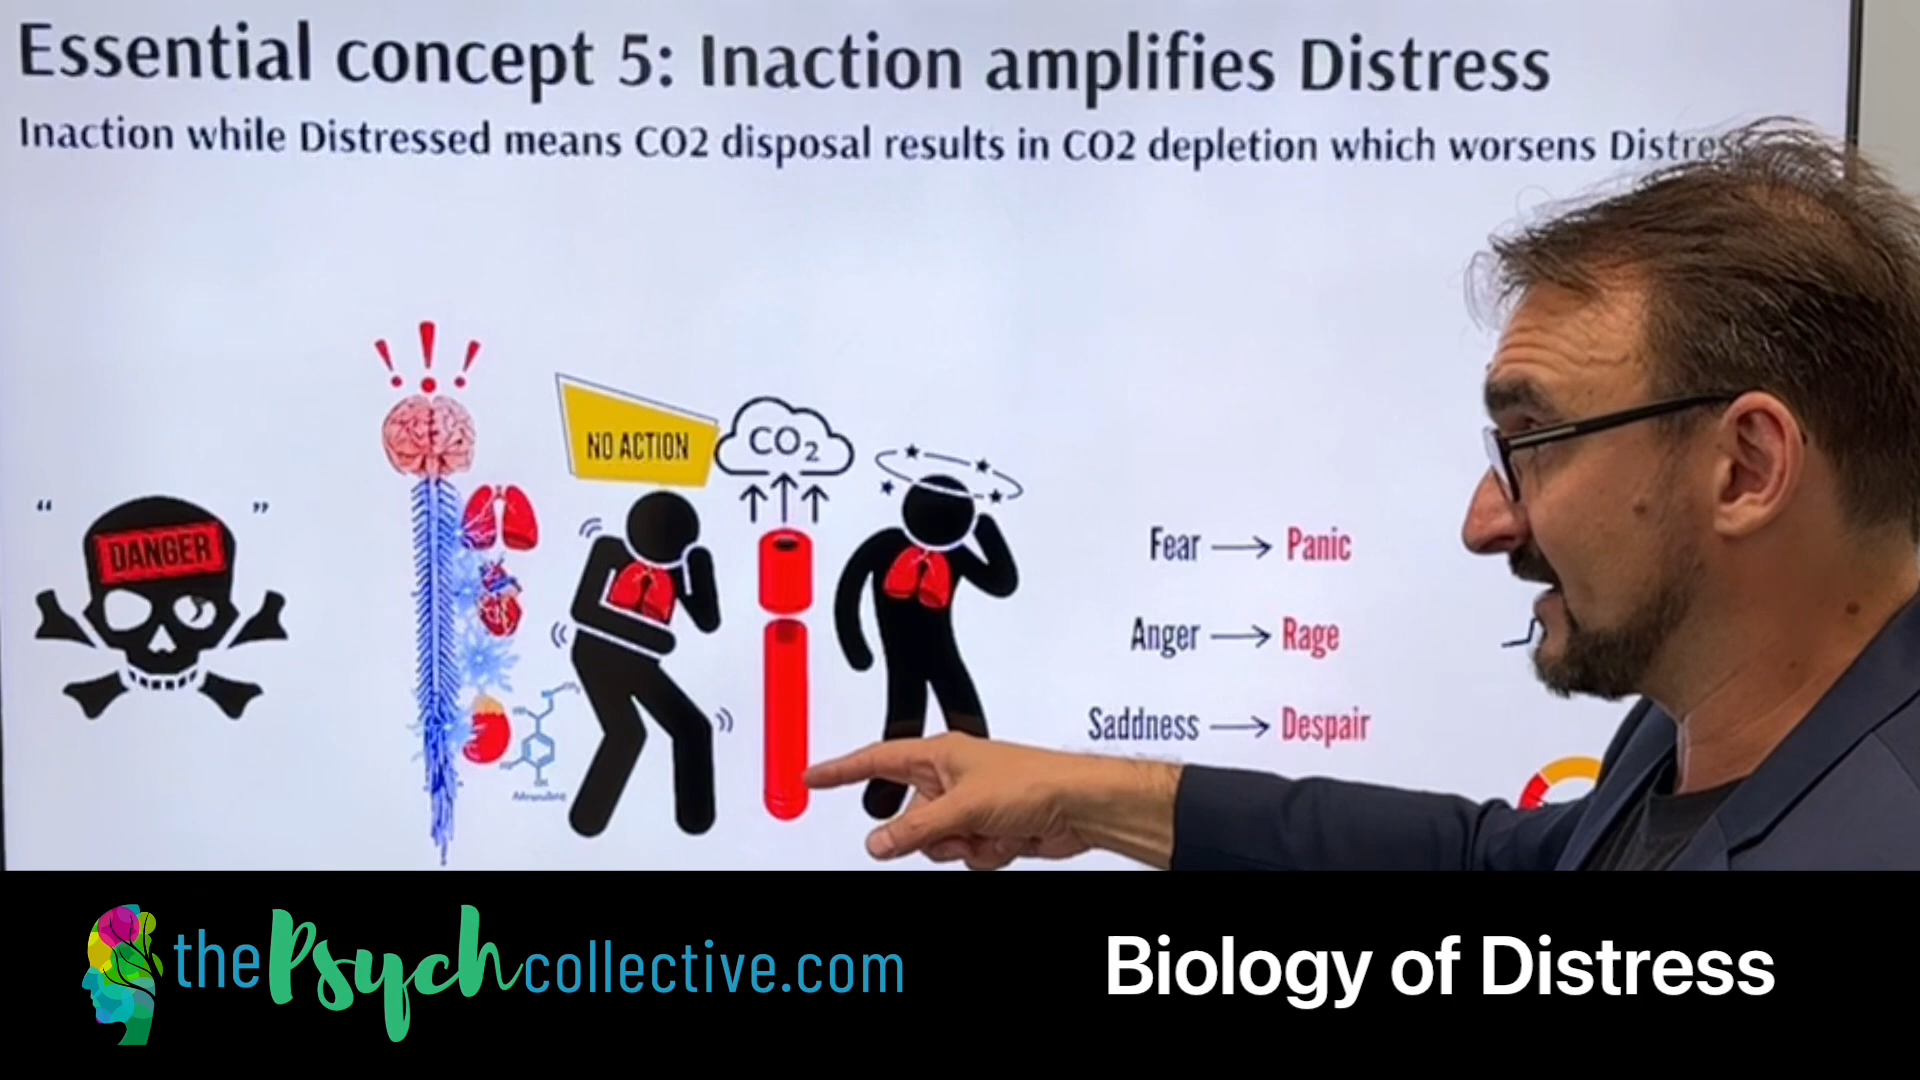 Essential concept 5: Inaction amplifies Distress
Inaction while Distressed means CO2 disposal results in CO2 depletion which worsens Distres
NO ACTION
CO₂
“ DANGER ”
Fear → Panic
Anger → Rage
Saddness → Despair
thePsychcollective.com
Biology of Distress